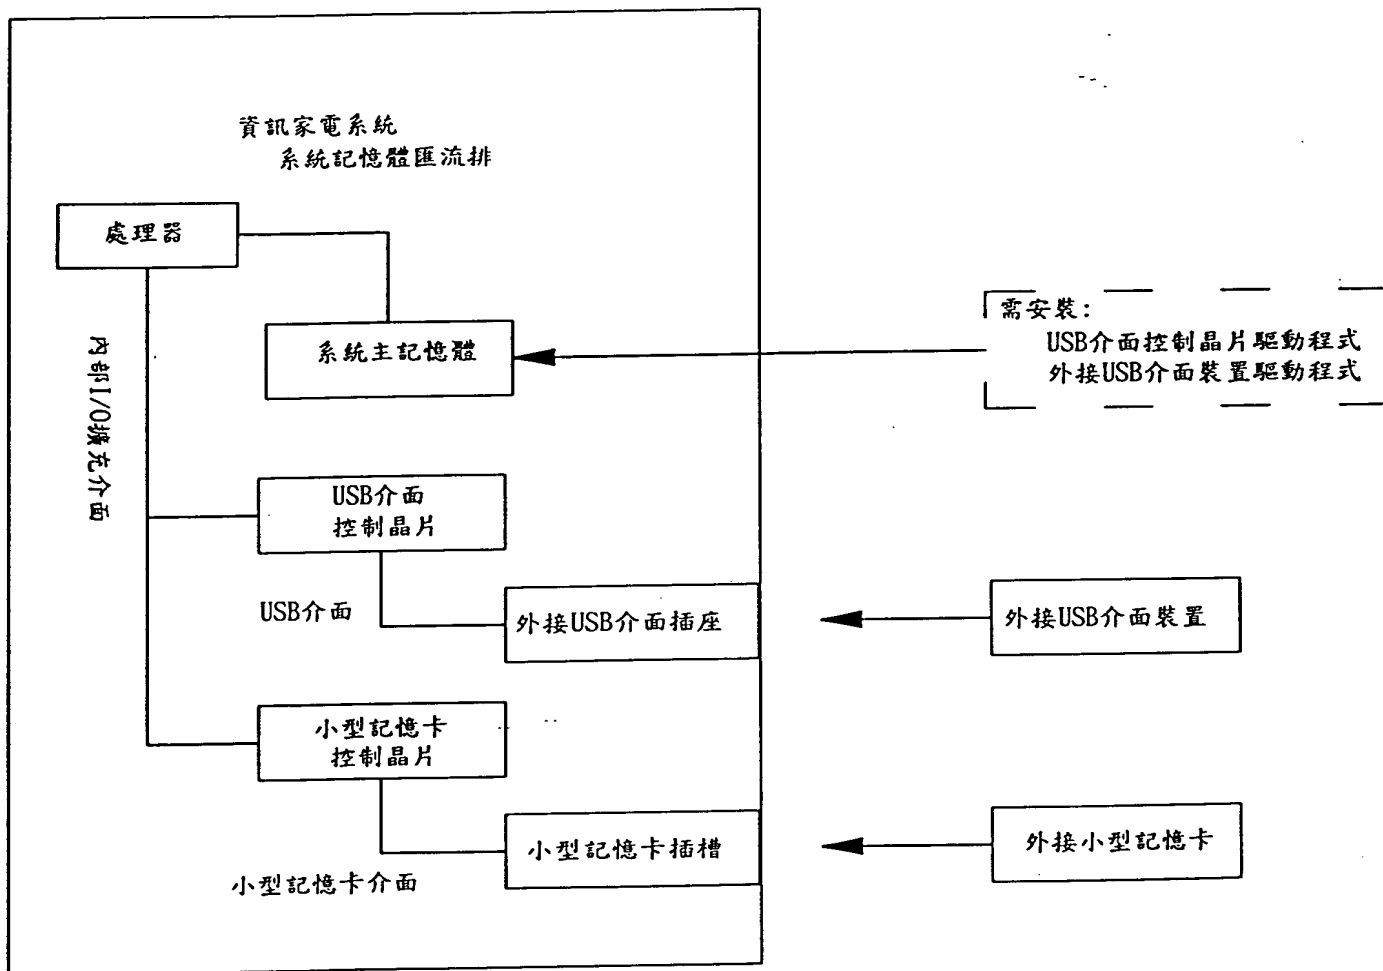 資訊家電系統
系統記憶體匯流排
處理器
系統主記憶體
內部I/O擴充介面
需安裝:
USB介面控制晶片驅動程式
外接USB介面裝置驅動程式
USB介面
控制晶片
USB介面
外接USB介面插座
外接USB介面裝置
小型記憶卡
控制晶片
小型記憶卡插槽
外接小型記憶卡
小型記憶卡介面